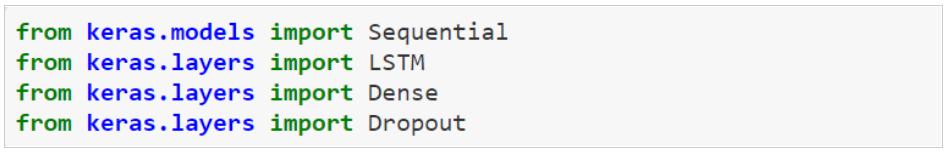 from keras.models import Sequential
from keras.layers import LSTM
from keras.layers import Dense
from keras.layers import Dropout